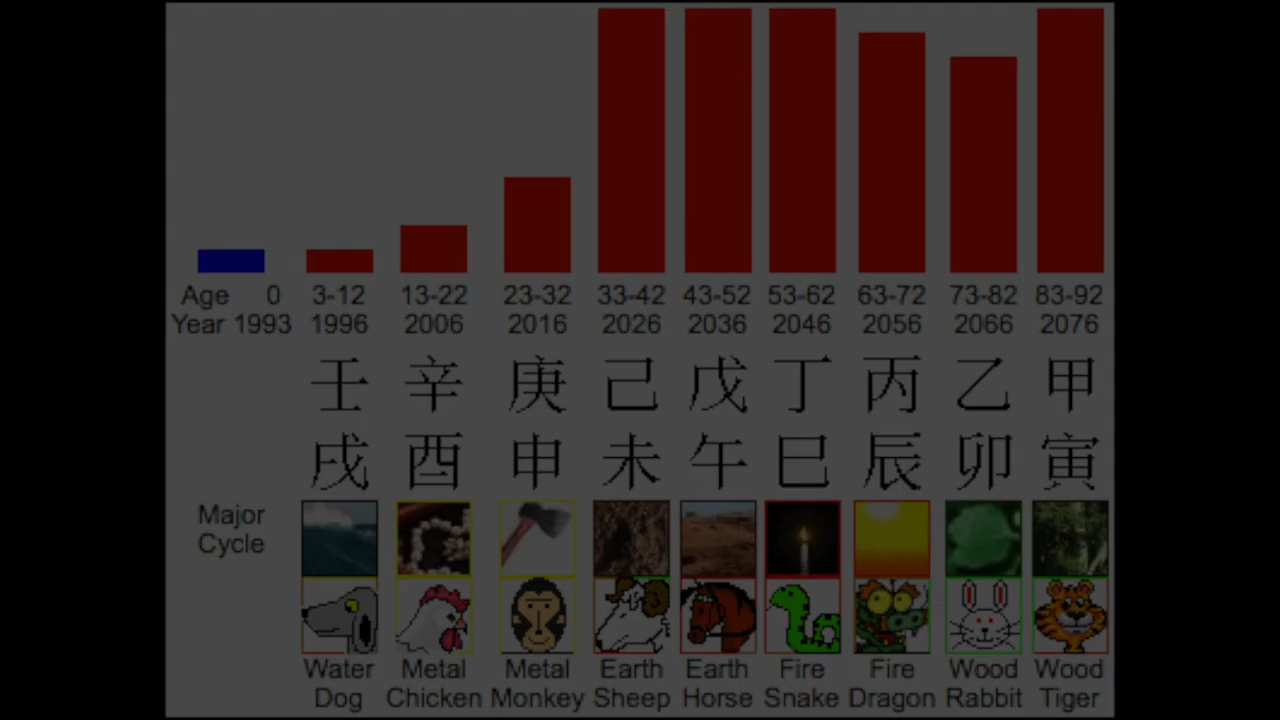 Age 0 3-12 13-22 23-32 33-42 43-52 53-62 63-72 73-82 83-92
Year 1993 1996 2006 2016 2026 2036 2046 2056 2066 2076
壬 辛 庚 己 戊 丁 丙 乙 甲
戌 酉 申 未 午 巳 辰 卯 寅
Major
Cycle
Water Metal Metal Earth Earth Fire Fire Wood Wood
Dog Chicken Monkey Sheep Horse Snake Dragon Rabbit Tiger